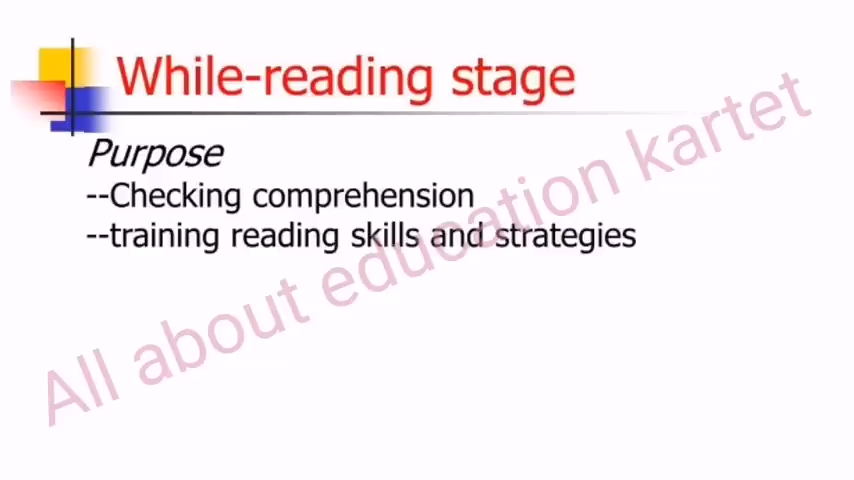 While-reading stage
Purpose
--Checking comprehension
--training reading skills and strategies
All about education kartet